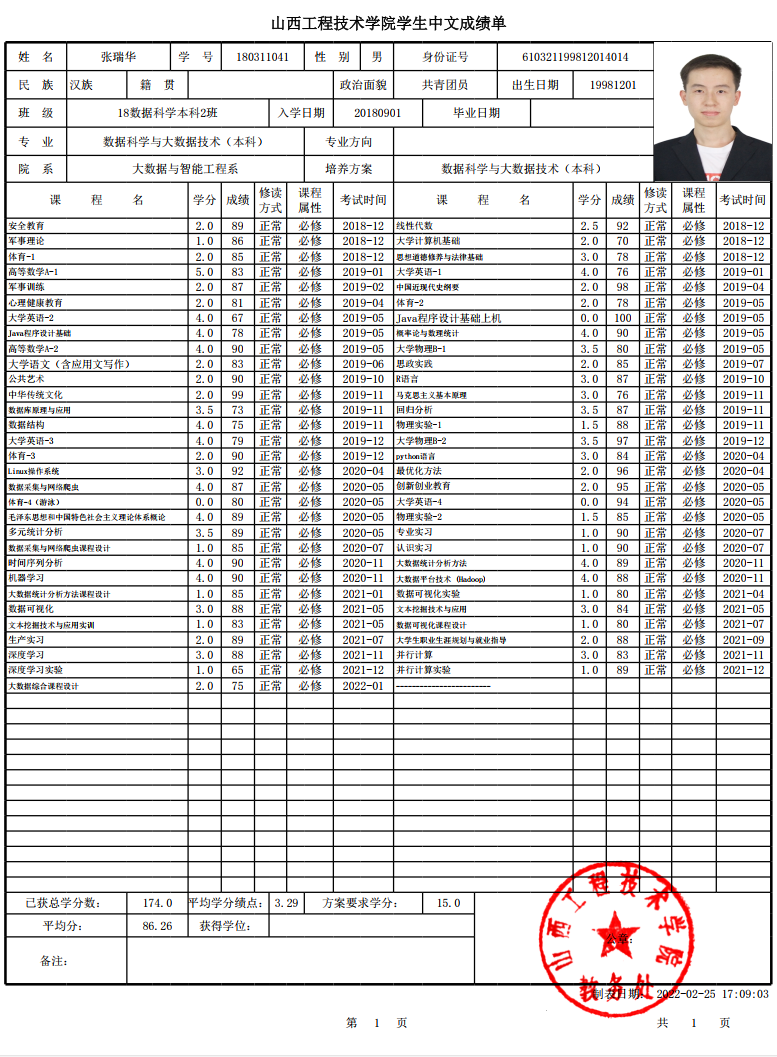 山西工程技术学院学生中文成绩单
姓 名 张瑞华 学 号 180311041 性 别 男 身份证号 610321199812014014
民 族 汉族 籍 贯 政治面貌 共青团员 出生日期 19981201
班 级 18数据科学本科2班 入学日期 20180901 毕业日期
专 业 数据科学与大数据技术（本科） 专业方向
院 系 大数据与智能工程系 培养方案 数据科学与大数据技术（本科）
课 程 名 学分 成绩 修读方式 课程属性 考试时间 课 程 名 学分 成绩 修读方式 课程属性 考试时间
安全教育 2.0 89 正常 必修 2018-12 线性代数 2.5 92 正常 必修 2018-12
军事理论 1.0 86 正常 必修 2018-12 大学计算机基础 2.0 70 正常 必修 2018-12
体育-1 2.0 85 正常 必修 2018-12 思想道德修养与法律基础 3.0 78 正常 必修 2018-12
高等数学A-1 5.0 83 正常 必修 2019-01 大学英语-1 4.0 76 正常 必修 2019-01
军事训练 2.0 87 正常 必修 2019-02 中国近现代史纲要 2.0 98 正常 必修 2019-04
心理健康教育 2.0 81 正常 必修 2019-04 体育-2 2.0 78 正常 必修 2019-05
大学英语-2 4.0 67 正常 必修 2019-05 Java程序设计基础上机 0.0 100 正常 必修 2019-05
Java程序设计基础 4.0 78 正常 必修 2019-05 概率论与数理统计 4.0 90 正常 必修 2019-05
高等数学A-2 4.0 90 正常 必修 2019-05 大学物理B-1 3.5 80 正常 必修 2019-05
大学语文（含应用文写作） 2.0 83 正常 必修 2019-06 思政实践 2.0 85 正常 必修 2019-07
公共艺术 2.0 90 正常 必修 2019-10 R语言 3.0 87 正常 必修 2019-10
中华传统文化 2.0 99 正常 必修 2019-11 马克思主义基本原理 3.0 76 正常 必修 2019-11
数据库原理与应用 3.5 73 正常 必修 2019-11 回归分析 3.5 87 正常 必修 2019-11
数据结构 4.0 75 正常 必修 2019-11 物理实验-1 1.5 88 正常 必修 2019-11
大学英语-3 4.0 79 正常 必修 2019-12 大学物理B-2 3.5 97 正常 必修 2019-12
体育-3 2.0 90 正常 必修 2019-12 python语言 3.0 84 正常 必修 2020-04
Linux操作系统 3.0 92 正常 必修 2020-04 最优化方法 2.0 96 正常 必修 2020-04
数据采集与网络爬虫 4.0 87 正常 必修 2020-05 创新创业教育 2.0 95 正常 必修 2020-05
体育-4（游泳） 0.0 80 正常 必修 2020-05 大学英语-4 0.0 94 正常 必修 2020-05
毛泽东思想和中国特色社会主义理论体系概论 4.0 89 正常 必修 2020-05 物理实验-2 1.5 85 正常 必修 2020-05
多元统计分析 3.5 89 正常 必修 2020-05 专业实习 1.0 90 正常 必修 2020-07
数据采集与网络爬虫课程设计 1.0 85 正常 必修 2020-07 认识实习 1.0 90 正常 必修 2020-07
时间序列分析 4.0 90 正常 必修 2020-11 大数据统计分析方法 4.0 89 正常 必修 2020-11
机器学习 4.0 90 正常 必修 2020-11 大数据平台技术（Hadoop） 4.0 88 正常 必修 2020-11
大数据统计分析方法课程设计 1.0 85 正常 必修 2021-01 数据可视化实验 1.0 80 正常 必修 2021-04
数据可视化 3.0 88 正常 必修 2021-05 文本挖掘技术与应用 3.0 84 正常 必修 2021-05
文本挖掘技术与应用实训 1.0 83 正常 必修 2021-05 数据可视化课程设计 1.0 80 正常 必修 2021-07
生产实习 2.0 89 正常 必修 2021-07 大学生职业生涯规划与就业指导 2.0 88 正常 必修 2021-09
深度学习 3.0 88 正常 必修 2021-11 并行计算 3.0 83 正常 必修 2021-11
深度学习实验 1.0 65 正常 必修 2021-12 并行计算实验 1.0 89 正常 必修 2021-12
大数据综合课程设计 2.0 75 正常 必修 2022-01 ------------------------
已获总学分数： 174.0 平均学分绩点： 3.29 方案要求学分： 15.0
平均分： 86.26 获得学位：
备注：
山西工程技术学院
公章：
教务处
制表日期： 2022-02-25 17:09:03
第 1 页 共 1 页